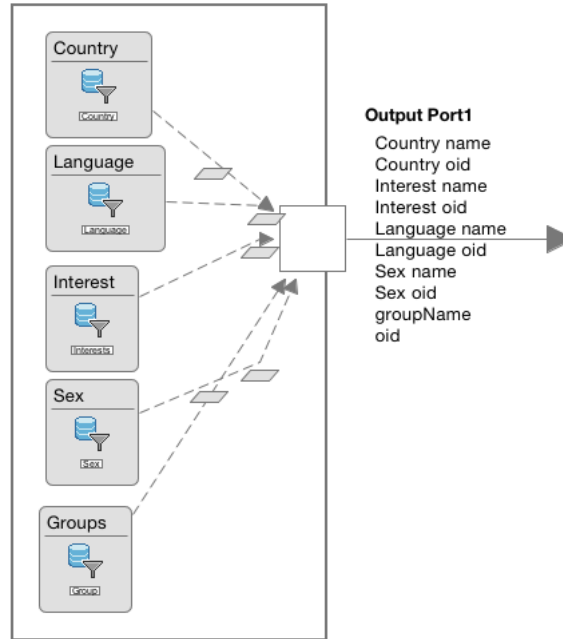 Country
Country
Language
Language
Interest
Interests
Sex
Sex
Groups
Group
Output Port1
Country name
Country oid
Interest name
Interest oid
Language name
Language oid
Sex name
Sex oid
groupName
oid